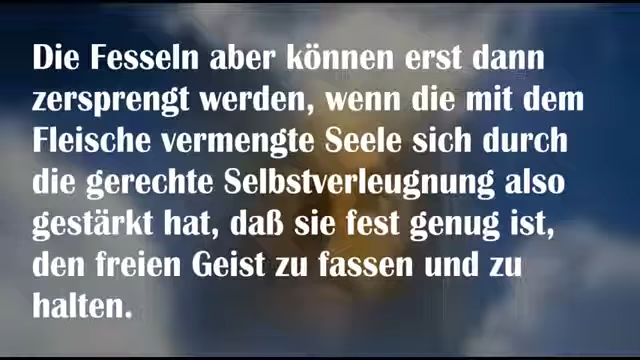 Die Fesseln aber können erst dann
zersprengt werden, wenn die mit dem
Fleische vermengte Seele sich durch
die gerechte Selbstverleugnung also
gestärkt hat, daß sie fest genug ist,
den freien Geist zu fassen und zu
halten.